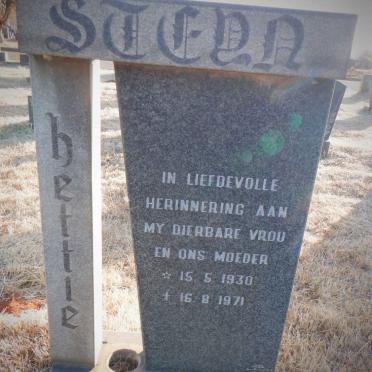 STEYN
hettie
IN LIEFDEVOLLE
HERINNERING AAN
MY DIERBARE VROU
EN ONS MOEDER
☆ 15. 5. 1930
† 16. 8. 1971